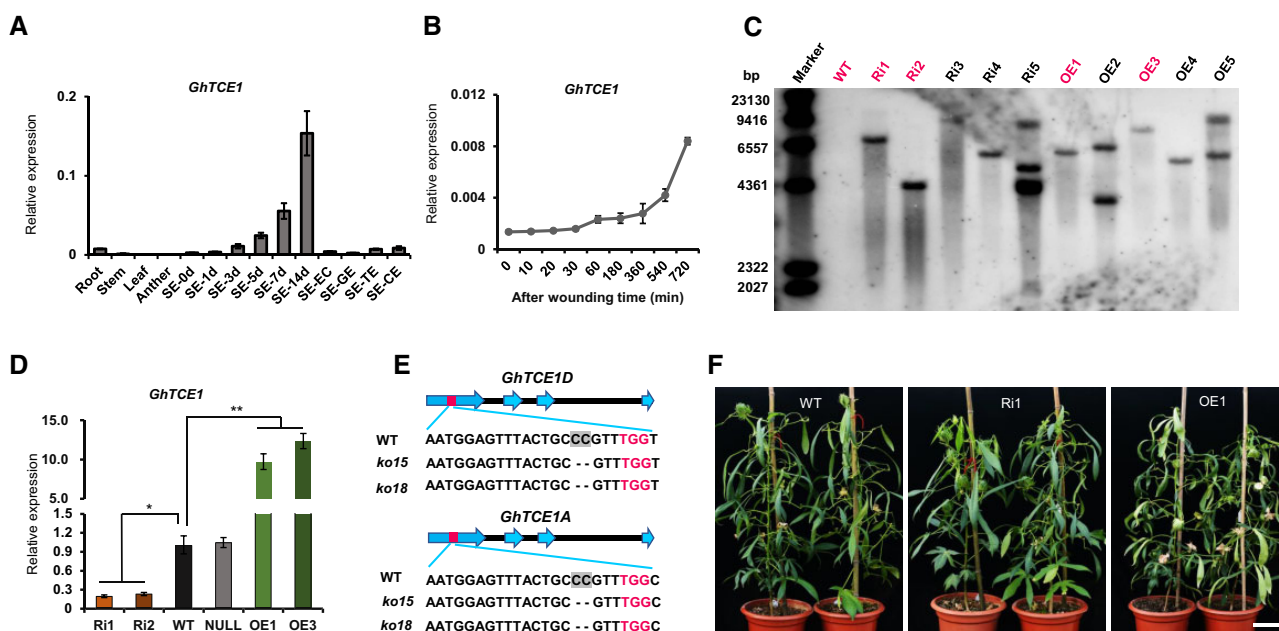 A
GhTCE1
Relative expression
0.2
0.1
0
Root
Stem
Leaf
Anther
SE-0d
SE-1d
SE-3d
SE-5d
SE-7d
SE-14d
SE-EC
SE-GE
SE-TE
SE-CE
B
GhTCE1
Relative expression
0.012
0.008
0.004
0
0 10 20 30 60 180 360 540 720
After wounding time (min)
C
bp
Marker WT Ri1 Ri2 Ri3 Ri4 Ri5 OE1 OE2 OE3 OE4 OE5
23130
9416
6557
4361
2322
2027
D
GhTCE1
Relative expression
15.0
10.0
5.0
1.5
1.2
0.9
0.6
0.3
0
*
**
Ri1 Ri2 WT NULL OE1 OE3
E
GhTCE1D
WT AATGGAGTTTACTGCCCGTTTGGT
ko15 AATGGAGTTTACTGC--GTTTGGT
ko18 AATGGAGTTTACTGC--GTTTGGT
GhTCE1A
WT AATGGAGTTTACTGCCCGTTTGGC
ko15 AATGGAGTTTACTGC--GTTTGGC
ko18 AATGGAGTTTACTGC--GTTTGGC
F
WT
Ri1
OE1